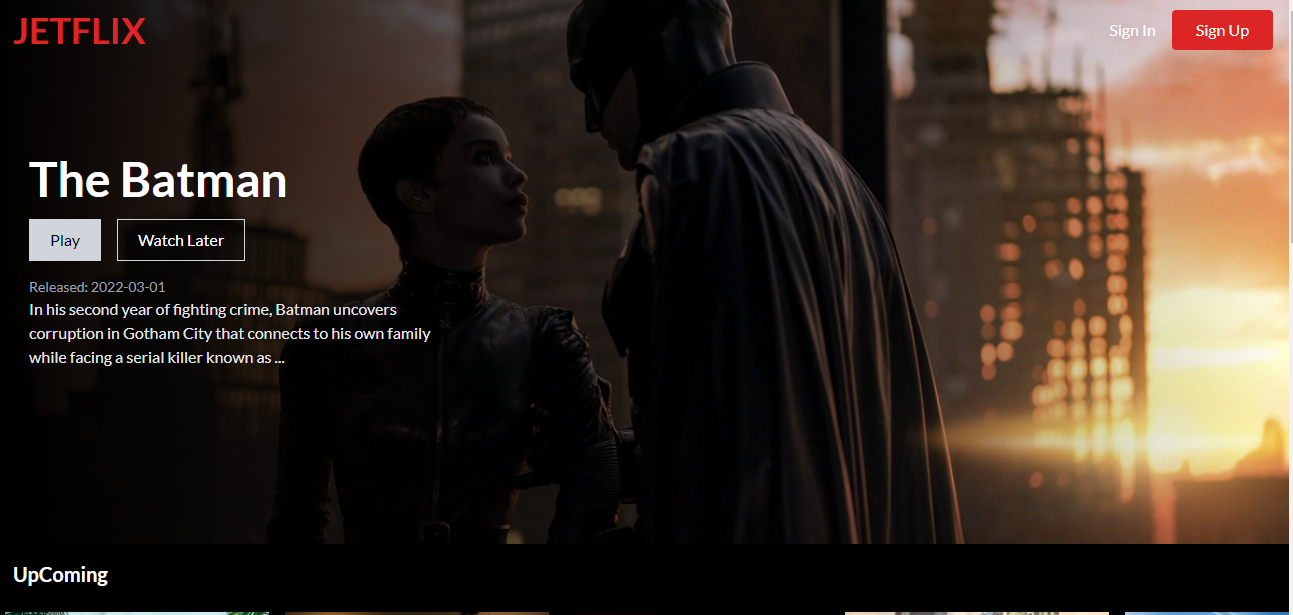 JETFLIX
Sign In
Sign Up
The Batman
Play
Watch Later
Released: 2022-03-01
In his second year of fighting crime, Batman uncovers
corruption in Gotham City that connects to his own family
while facing a serial killer known as ...
UpComing